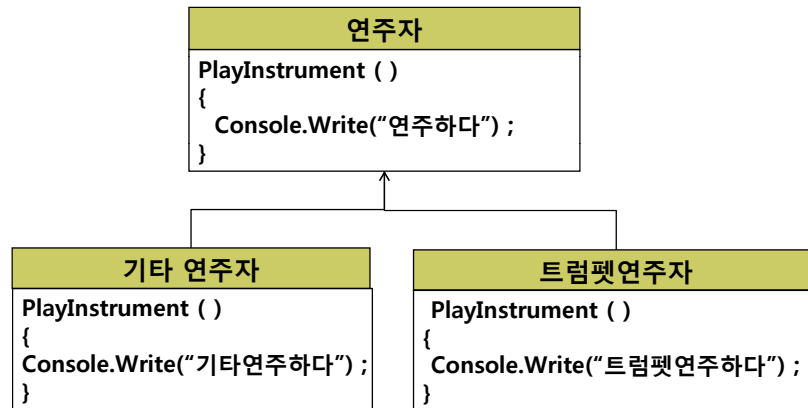 연주자
PlayInstrument ( )
{
Console.Write(“연주하다”) ;
}
기타 연주자
PlayInstrument ( )
{
Console.Write(“기타연주하다”) ;
}
트럼펫연주자
PlayInstrument ( )
{
Console.Write(“트럼펫연주하다”) ;
}